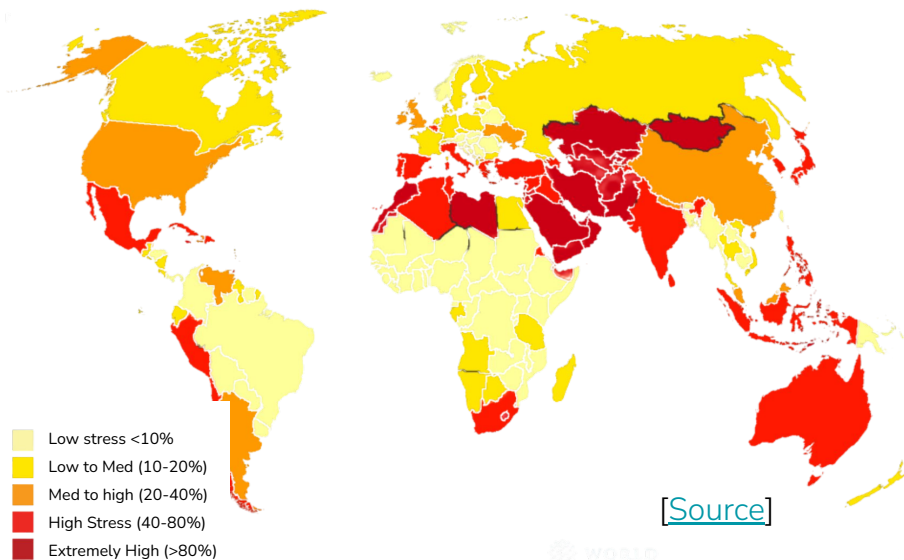 Low stress <10%
Low to Med (10-20%)
Med to high (20-40%)
High Stress (40-80%)
Extremely High (>80%)
[Source]